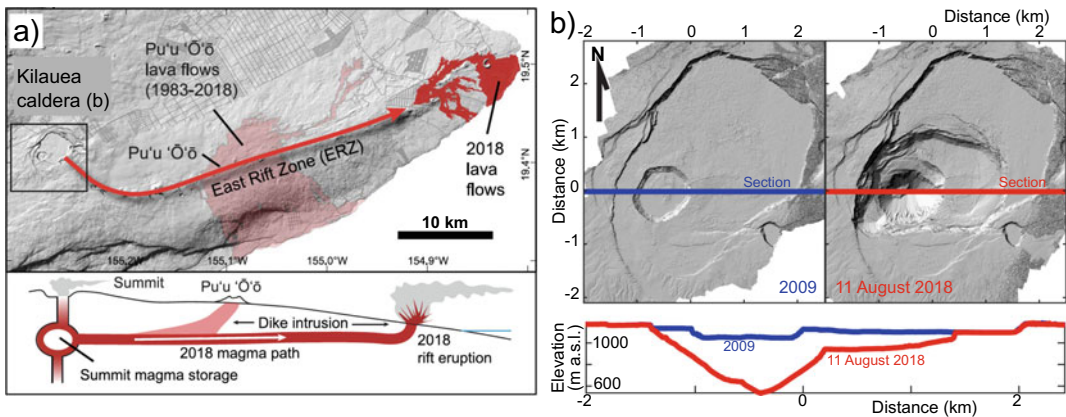 a)
Pu'u 'Ō'ō
lava flows
(1983-2018)
Kilauea
caldera (b)
Pu'u 'Ō'ō
East Rift Zone (ERZ)
2018
lava
flows
19,5°N
19,4°N
10 km
155,2°W
155,1°W
155,0°W
154,9°W
Summit
Pu'u 'Ō'ō
Dike intrusion
2018 magma path
2018
rift eruption
Summit magma storage
b)
Distance (km)
-2 -1 0 1 2
-1 0 1 2
N
Distance (km)
2
1
0
-1
-2
Section
Section
2009
11 August 2018
Elevation
(m a.s.l.)
1000
600
2009
11 August 2018
-2 -1 0 1 2
Distance (km)